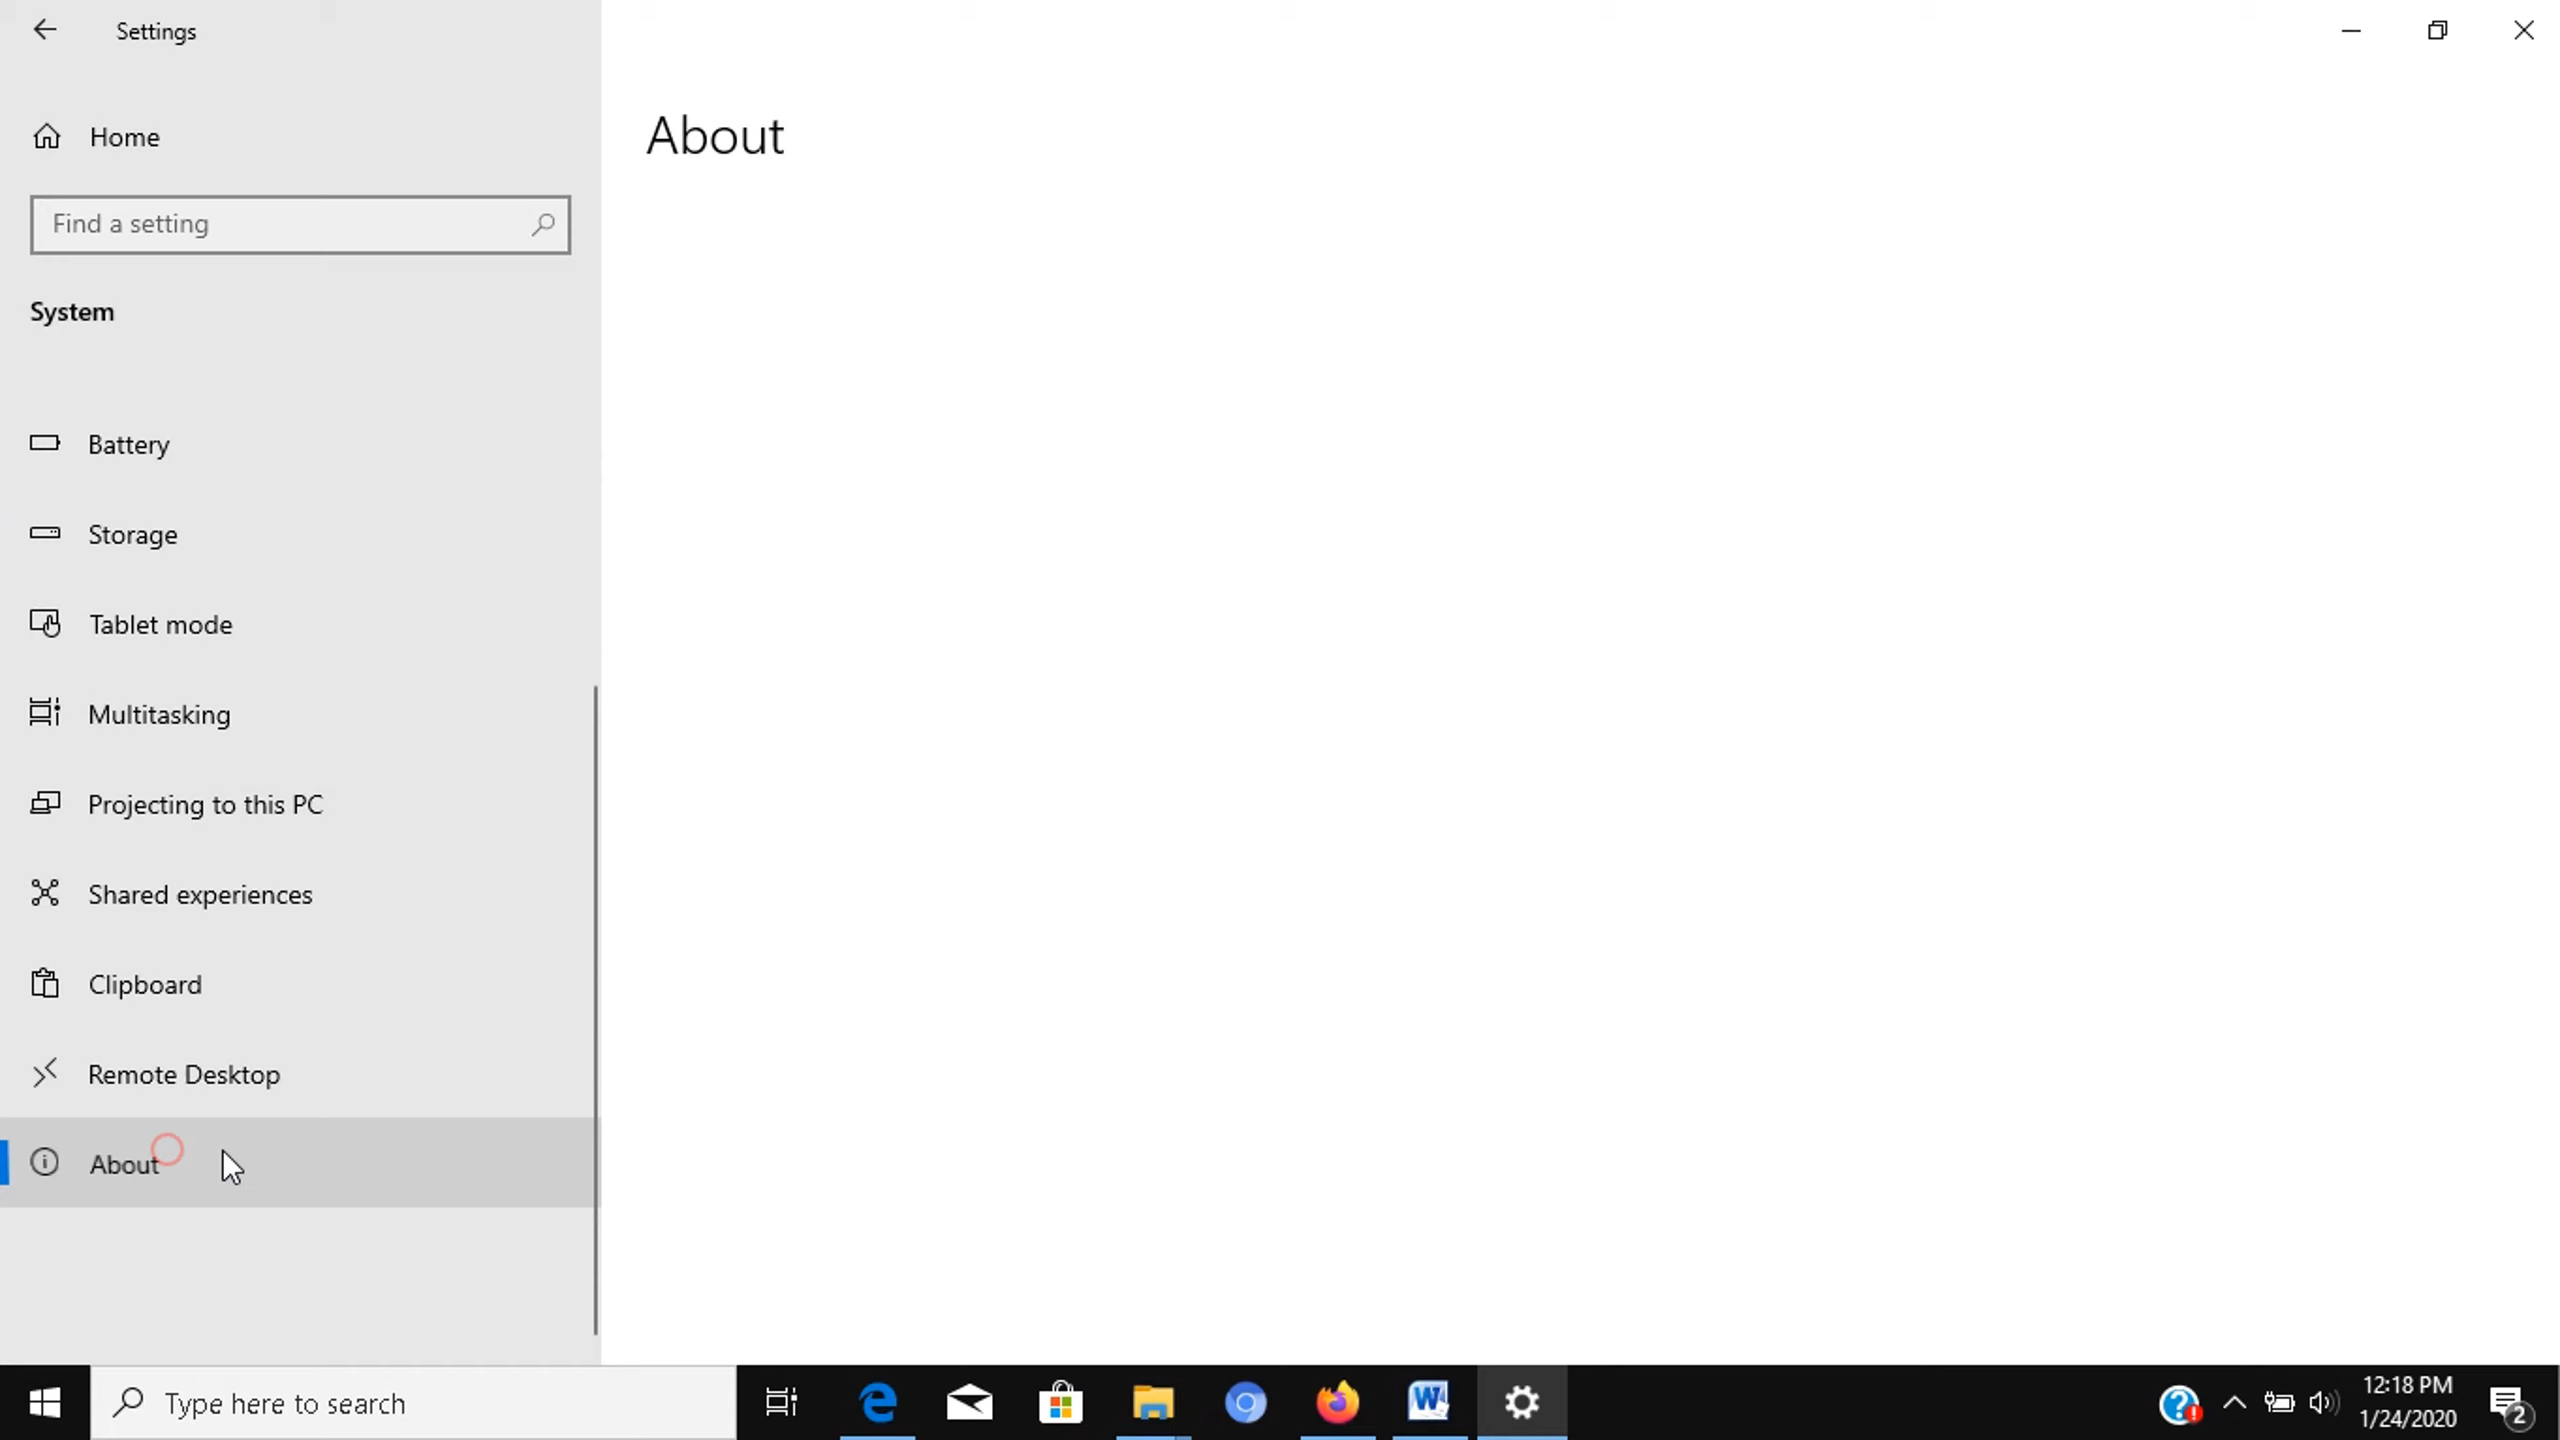 Settings
Home
Find a setting
System
Battery
Storage
Tablet mode
Multitasking
Projecting to this PC
Shared experiences
Clipboard
Remote Desktop
About
About
Type here to search
12:18 PM
1/24/2020
2